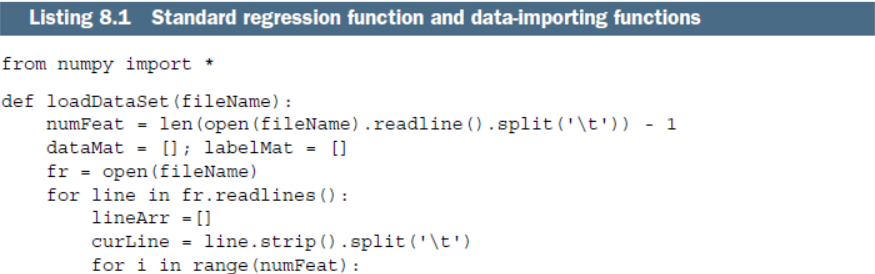 Listing 8.1 Standard regression function and data-importing functions
from numpy import *
def loadDataSet(fileName):
    numFeat = len(open(fileName).readline().split('\t')) - 1
    dataMat = []; labelMat = []
    fr = open(fileName)
    for line in fr.readlines():
        lineArr =[]
        curLine = line.strip().split('\t')
        for i in range(numFeat):